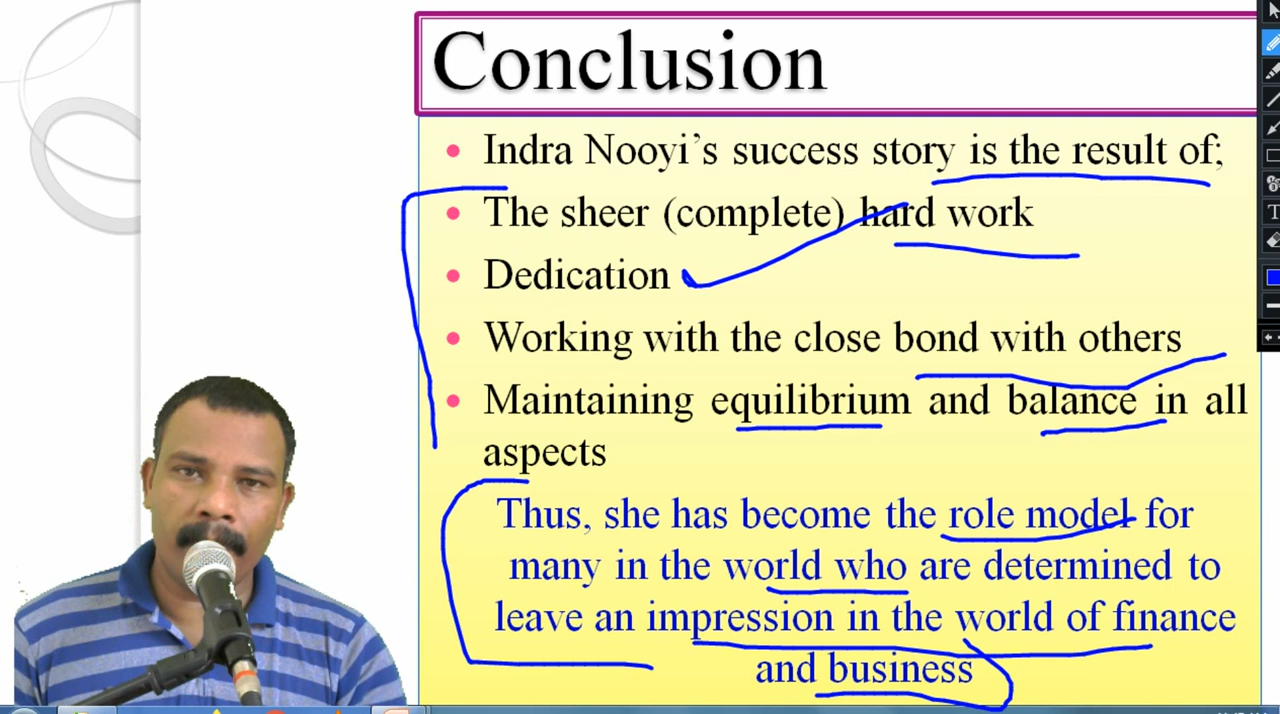 Conclusion
• Indra Nooyi’s success story is the result of;
• The sheer (complete) hard work
• Dedication
• Working with the close bond with others
• Maintaining equilibrium and balance in all
aspects
Thus, she has become the role model for
many in the world who are determined to
leave an impression in the world of finance
and business